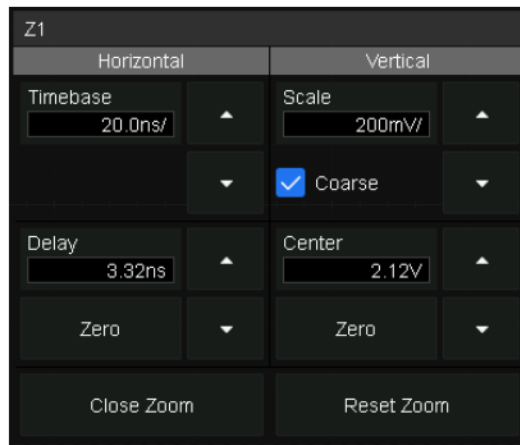 Z1
Horizontal
Vertical
Timebase
20.0ns/
Scale
200mV/
Coarse
Delay
3.32ns
Center
2.12V
Zero
Zero
Close Zoom
Reset Zoom